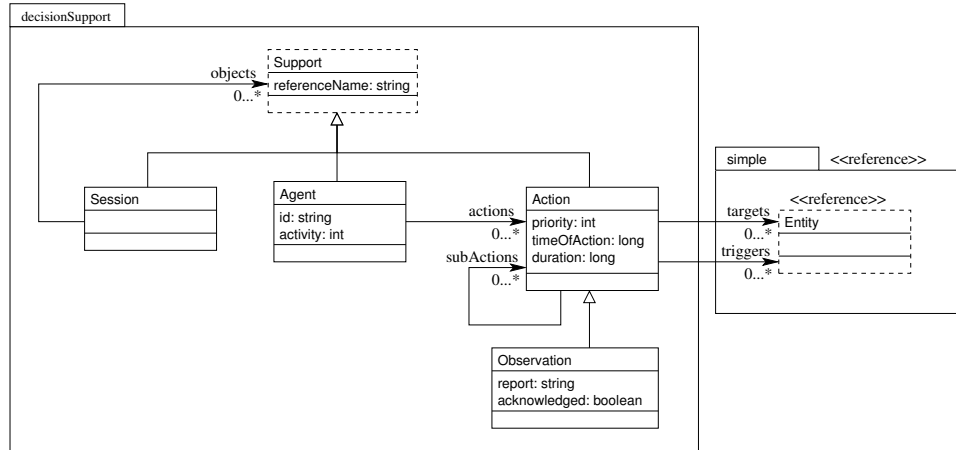 decisionSupport
Support
objects
referenceName: string
0...*
simple
<<reference>>
Session
Agent
Action
<<reference>>
id: string
actions
priority: int
targets
Entity
activity: int
0...*
timeOfAction: long
0...*
subActions
duration: long
triggers
0...*
0...*
Observation
report: string
acknowledged: boolean